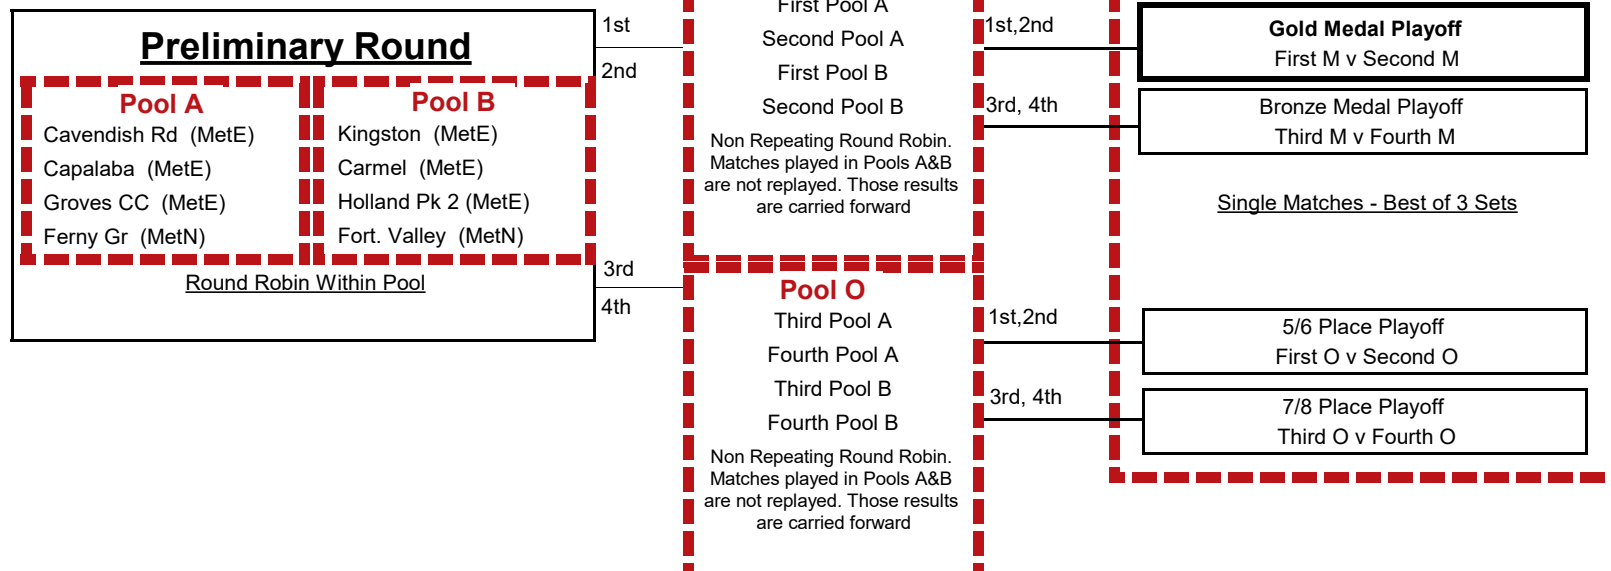 Preliminary Round
Pool A
Cavendish Rd (MetE)
Capalaba (MetE)
Groves CC (MetE)
Ferny Gr (MetN)
Pool B
Kingston (MetE)
Carmel (MetE)
Holland Pk 2 (MetE)
Fort. Valley (MetN)
Round Robin Within Pool
1st
2nd
3rd
4th
First Pool A
Second Pool A
First Pool B
Second Pool B
Non Repeating Round Robin.
Matches played in Pools A&B
are not replayed. Those results
are carried forward
Pool O
Third Pool A
Fourth Pool A
Third Pool B
Fourth Pool B
Non Repeating Round Robin.
Matches played in Pools A&B
are not replayed. Those results
are carried forward
1st,2nd
3rd, 4th
1st,2nd
3rd, 4th
Gold Medal Playoff
First M v Second M
Bronze Medal Playoff
Third M v Fourth M
Single Matches - Best of 3 Sets
5/6 Place Playoff
First O v Second O
7/8 Place Playoff
Third O v Fourth O